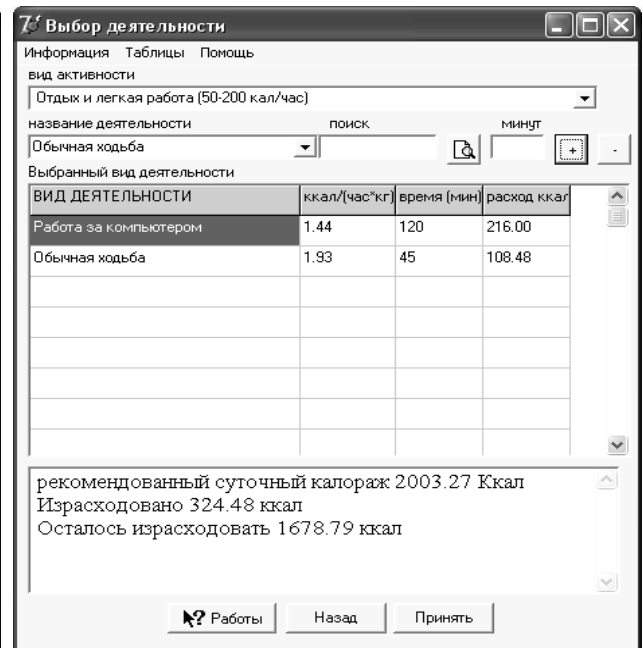 Выбор деятельности
Информация Таблицы Помощь
вид активности
Отдых и легкая работа (50-200 кал/час)
название деятельности поиск минут
Обычная ходьба + -
Выбранный вид деятельности
ВИД ДЕЯТЕЛЬНОСТИ ккал/(час*кг) время (мин) расход ккал
Работа за компьютером 1.44 120 216.00
Обычная ходьба 1.93 45 108.48
рекомендованный суточный калораж 2003.27 Ккал
Израсходовано 324.48 ккал
Осталось израсходовать 1678.79 ккал
? Работы Назад Принять